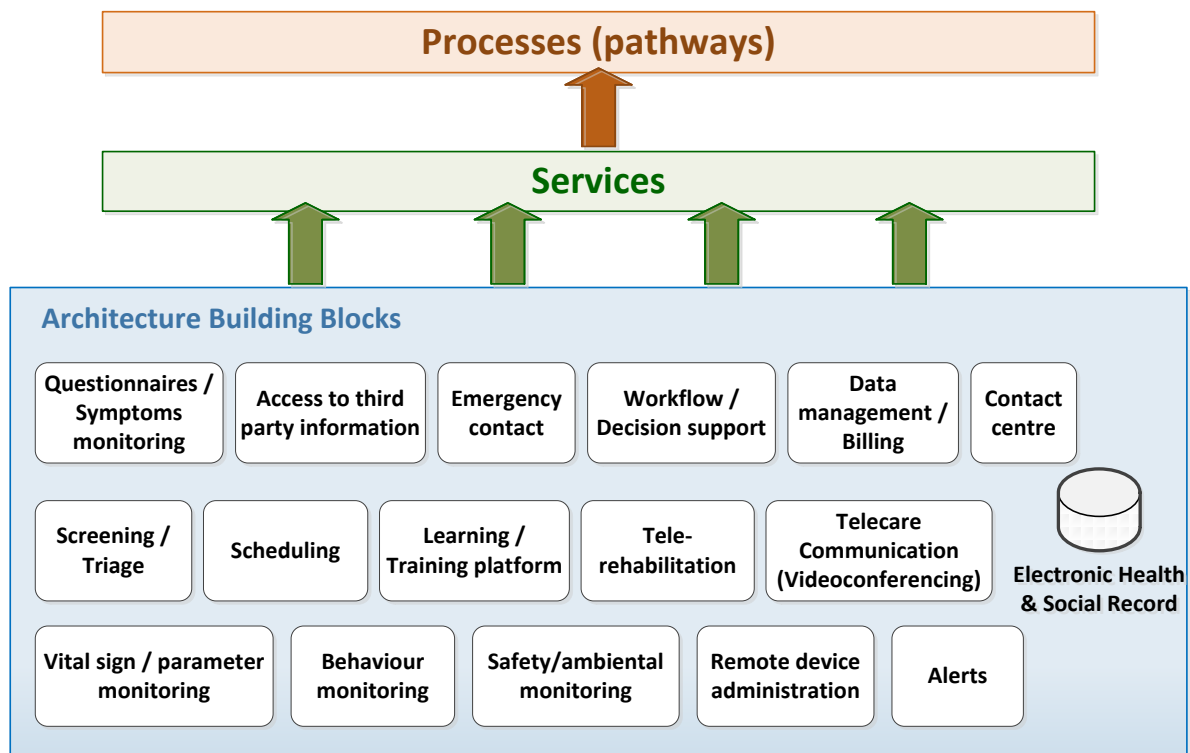 Processes (pathways)
Services
Architecture Building Blocks
Questionnaires /
Symptoms
monitoring
Access to third
party information
Emergency
contact
Workflow /
Decision support
Data
management /
Billing
Contact
centre
Screening /
Triage
Scheduling
Learning /
Training platform
Tele-
rehabilitation
Telecare
Communication
(Videoconferencing)
Electronic Health
& Social Record
Vital sign / parameter
monitoring
Behaviour
monitoring
Safety/ambiental
monitoring
Remote device
administration
Alerts